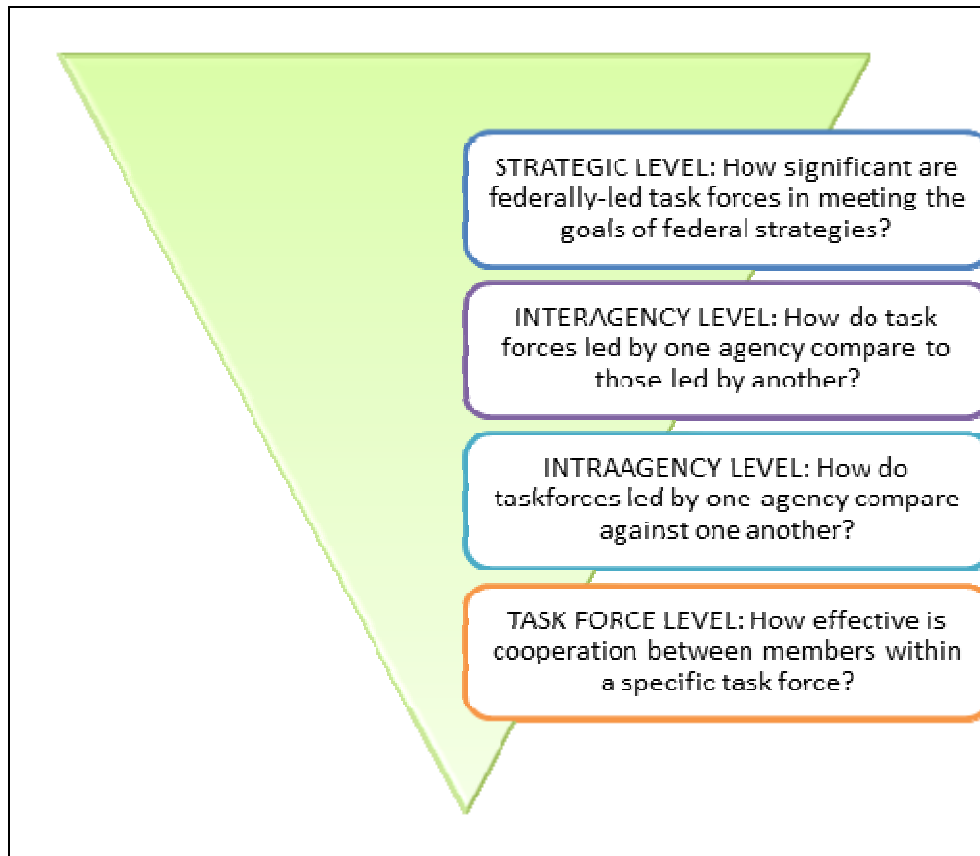 STRATEGIC LEVEL: How significant are
federally-led task forces in meeting the
goals of federal strategies?
INTERAGENCY LEVEL: How do task
forces led by one agency compare to
those led by another?
INTRAAGENCY LEVEL: How do
taskforces led by one agency compare
against one another?
TASK FORCE LEVEL: How effective is
cooperation between members within
a specific task force?